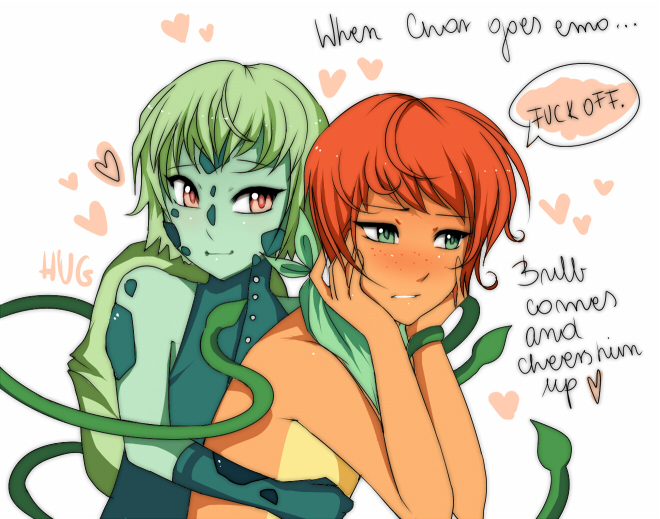 When Char goes emo...
FUCK OFF.
HUG
Bulb
comes
and
cheers him
up